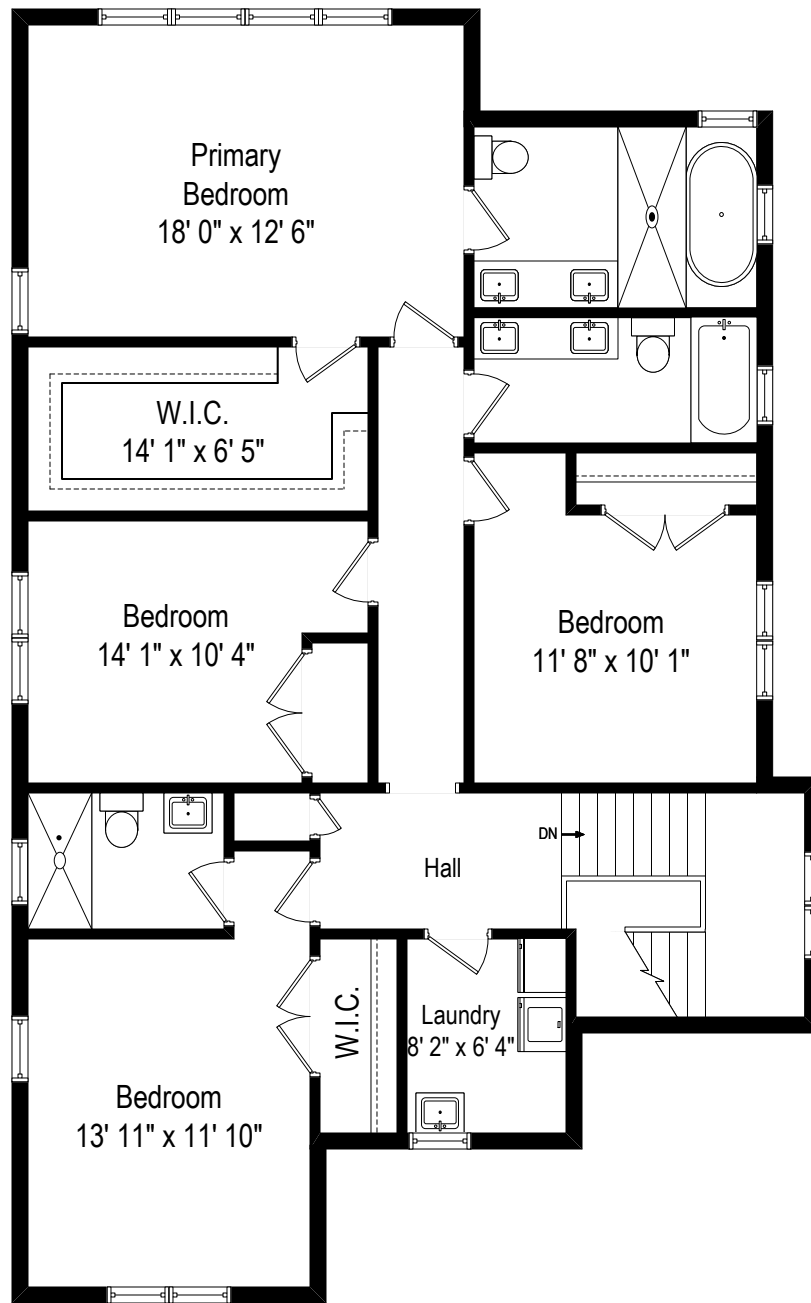 Primary
Bedroom
18' 0" x 12' 6"
W.I.C.
14' 1" x 6' 5"
Bedroom
14' 1" x 10' 4"
Bedroom
11' 8" x 10' 1"
DN
Hall
W.I.C.
Laundry
8' 2" x 6' 4"
Bedroom
13' 11" x 11' 10"